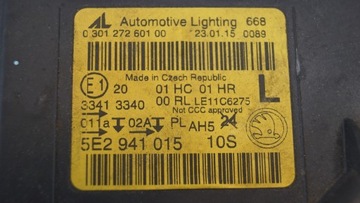 AL Automotive Lighting 668
0 301 272 601 00 23.01.15 0089
Made in Czech Republic
E1 20 01 HC 01 HR L
3341 3340 00 RL LE11C6275
Not CCC approved
011a 02A PL AH5 24
5E2 941 015 10S